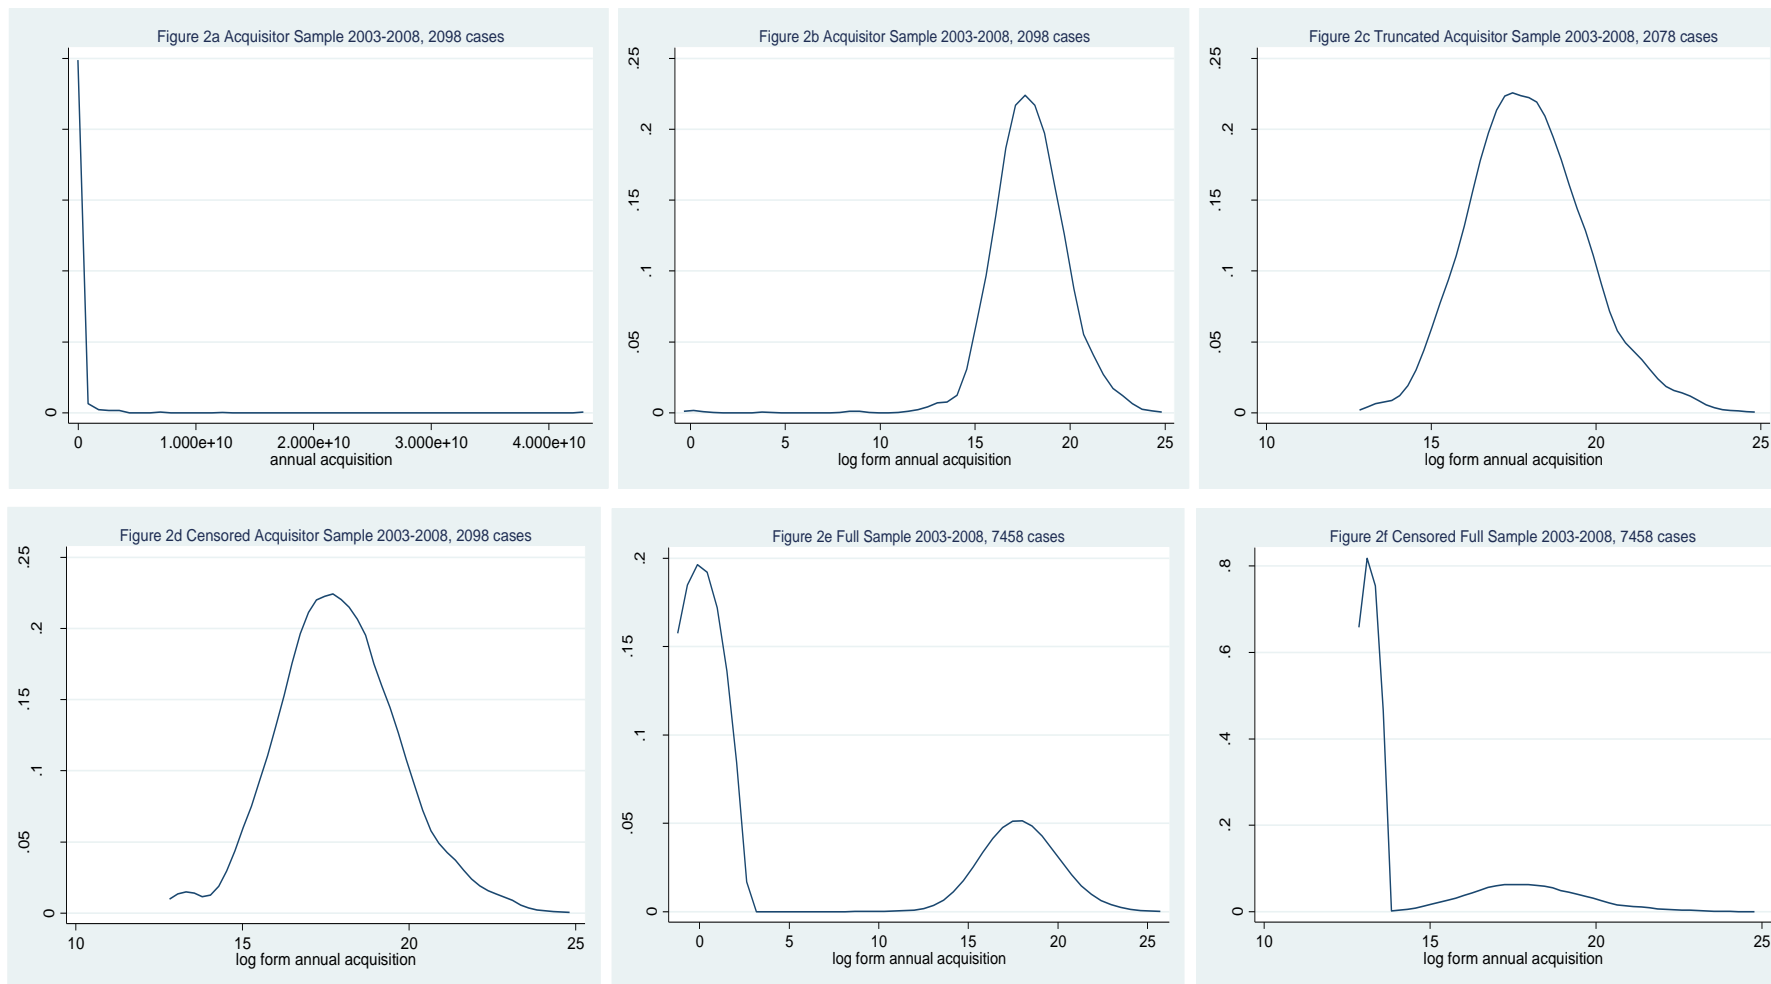 Figure 2a Acquisitor Sample 2003-2008, 2098 cases
0
0 1.000e+10 2.000e+10 3.000e+10 4.000e+10
annual acquisition
Figure 2b Acquisitor Sample 2003-2008, 2098 cases
.25
.2
.15
.1
.05
0
0 5 10 15 20 25
log form annual acquisition
Figure 2c Truncated Acquisitor Sample 2003-2008, 2078 cases
.25
.2
.15
.1
.05
0
10 15 20 25
log form annual acquisition
Figure 2d Censored Acquisitor Sample 2003-2008, 2098 cases
.25
.2
.15
.1
.05
0
10 15 20 25
log form annual acquisition
Figure 2e Full Sample 2003-2008, 7458 cases
.2
.15
.1
.05
0
0 5 10 15 20 25
log form annual acquisition
Figure 2f Censored Full Sample 2003-2008, 7458 cases
.8
.6
.4
.2
0
10 15 20 25
log form annual acquisition